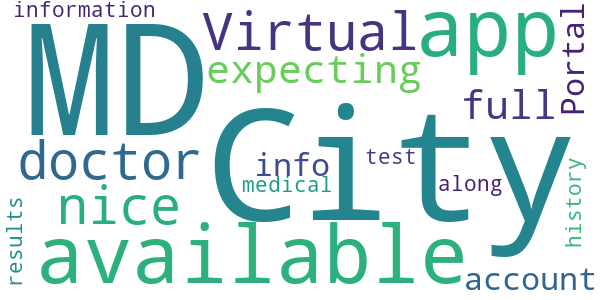 information
MD
Virtual
app
Portal
expecting
full
City
doctor
info
test
medical
along
history
nice
results
available
account